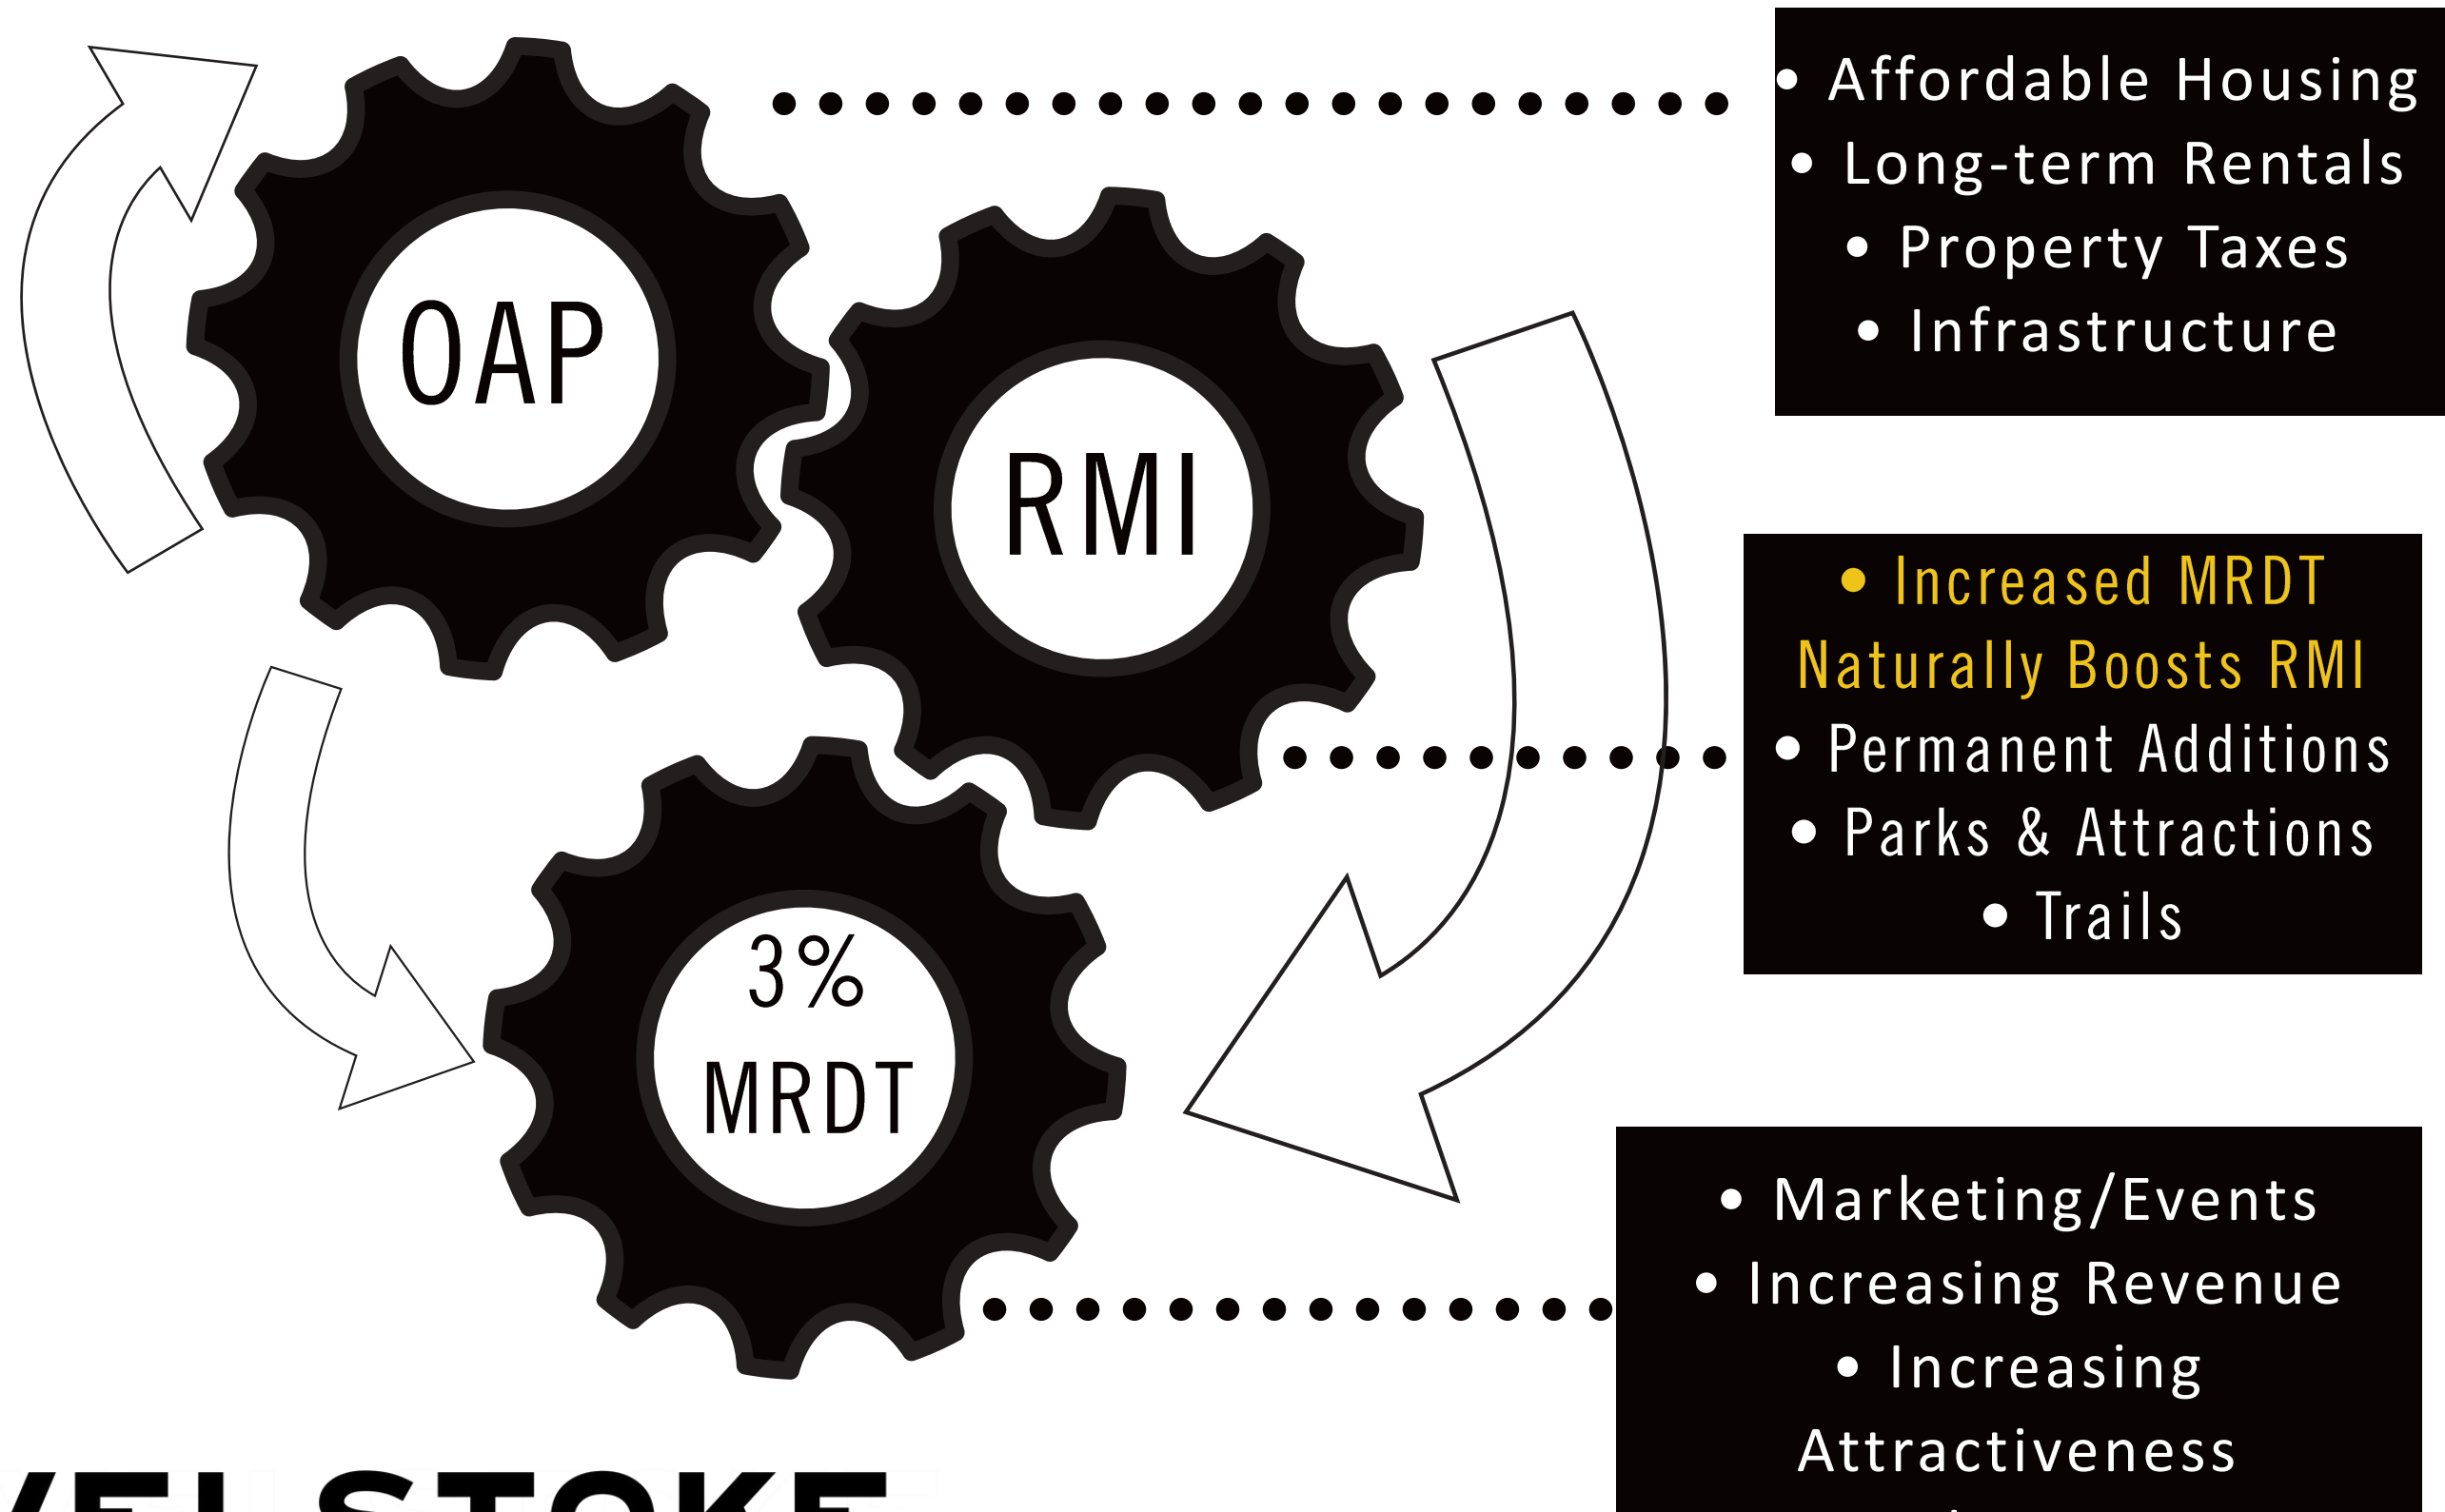 OAP
RMI
3%
MRDT
• Affordable Housing
• Long-term Rentals
• Property Taxes
• Infrastructure
• Increased MRDT
Naturally Boosts RMI
• Permanent Additions
• Parks & Attractions
• Trails
• Marketing/Events
• Increasing Revenue
• Increasing
Attractiveness